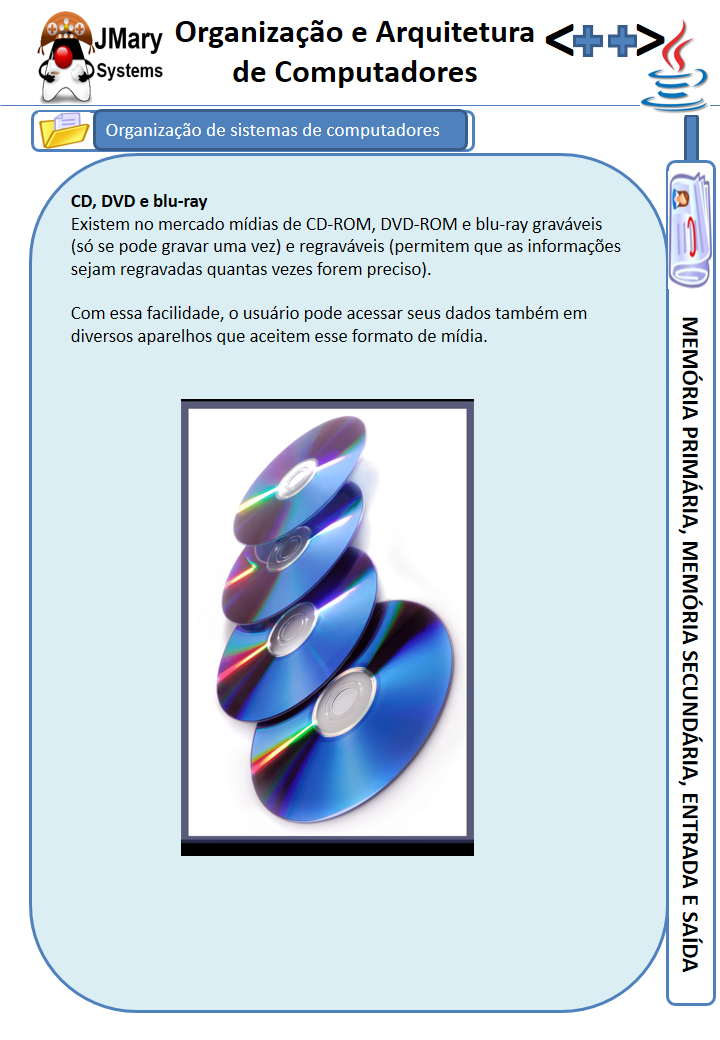 JMary
Systems
Organização e Arquitetura
de Computadores
<++>
Organização de sistemas de computadores
CD, DVD e blu-ray
Existem no mercado mídias de CD-ROM, DVD-ROM e blu-ray graváveis
(só se pode gravar uma vez) e regraváveis (permitem que as informações
sejam regravadas quantas vezes forem preciso).
Com essa facilidade, o usuário pode acessar seus dados também em
diversos aparelhos que aceitem esse formato de mídia.
MEMÓRIA PRIMÁRIA, MEMÓRIA SECUNDÁRIA, ENTRADA E SAÍDA